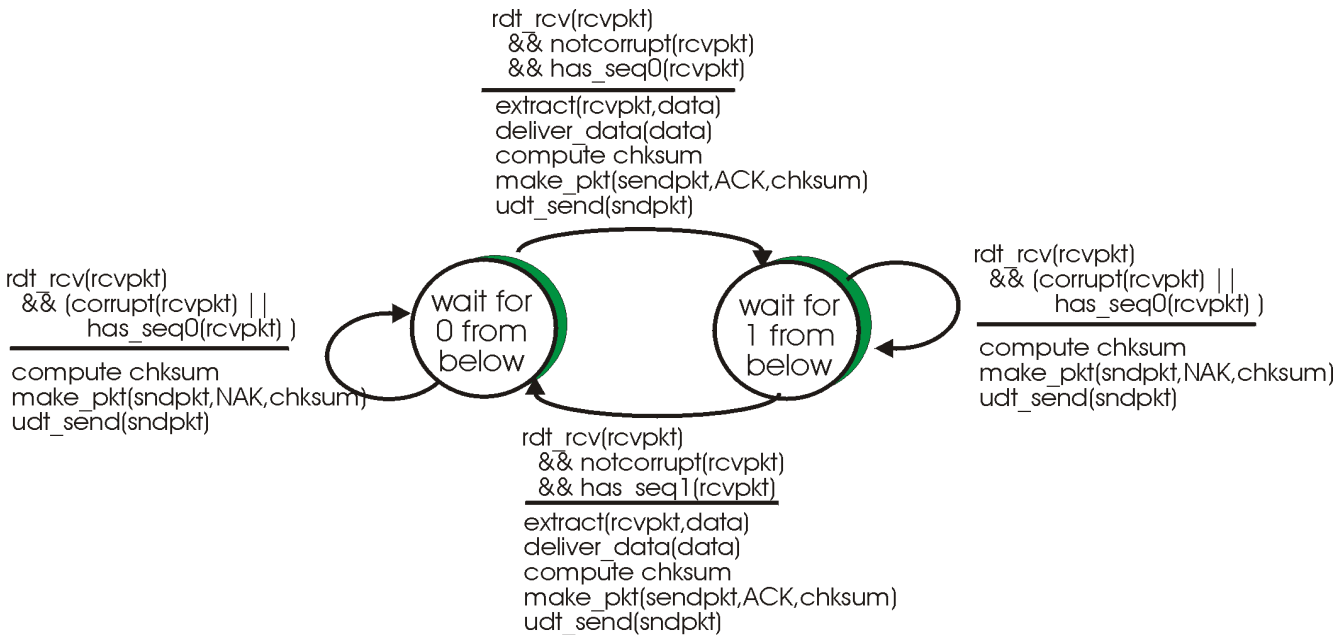 rdt_rcv(rcvpkt)
&& notcorrupt(rcvpkt)
&& has_seq0(rcvpkt)
extract(rcvpkt,data)
deliver_data(data)
compute chksum
make_pkt(sendpkt,ACK,chksum)
udt_send(sndpkt)
rdt_rcv(rcvpkt)
&& (corrupt(rcvpkt) ||
has_seq0(rcvpkt) )
compute chksum
make_pkt(sndpkt,NAK,chksum)
udt_send(sndpkt)
wait for
0 from
below
wait for
1 from
below
rdt_rcv(rcvpkt)
&& (corrupt(rcvpkt) ||
has_seq0(rcvpkt) )
compute chksum
make_pkt(sndpkt,NAK,chksum)
udt_send(sndpkt)
rdt_rcv(rcvpkt)
&& notcorrupt(rcvpkt)
&& has_seq1(rcvpkt)
extract(rcvpkt,data)
deliver_data(data)
compute chksum
make_pkt(sendpkt,ACK,chksum)
udt_send(sndpkt)